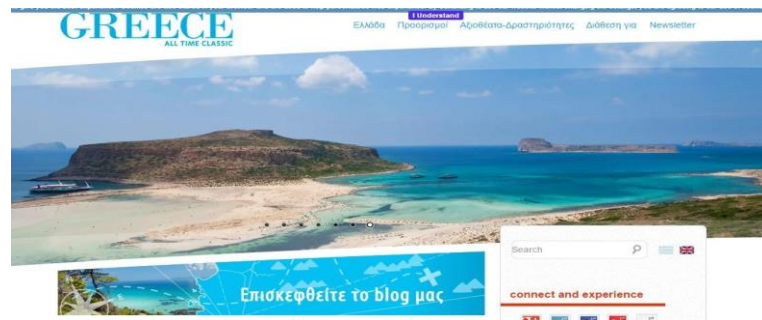 GREECE
ALL TIME CLASSIC
I Understand
Ελλάδα Προορισμοί Αξιοθέατα-Δραστηριότητες Διάθεση για Newsletter
Search
Επισκεφθείτε το blog μας
connect and experience